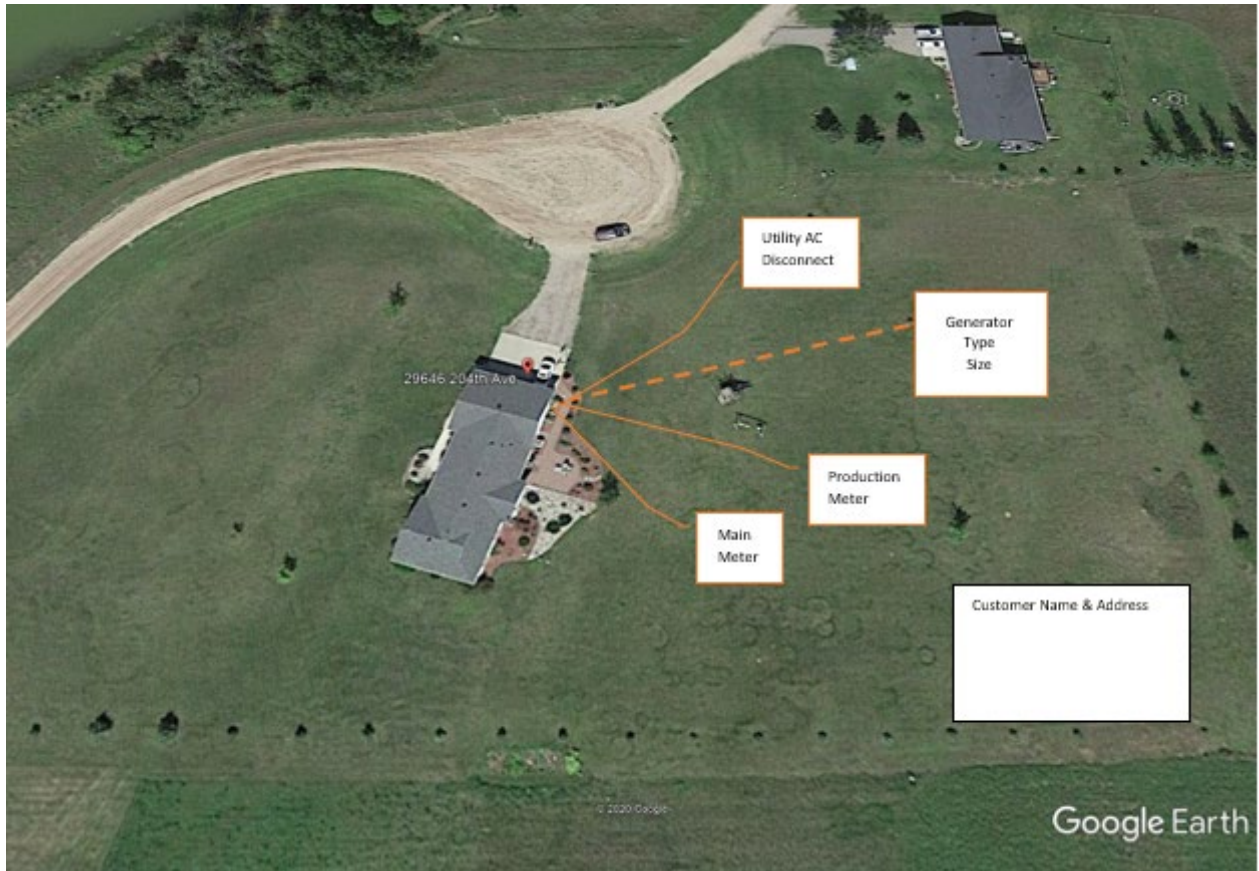 Utility AC
Disconnect
Generator
Type
Size
29646 204th Ave
Production
Meter
Main
Meter
Customer Name & Address
© 2020 Google
Google Earth